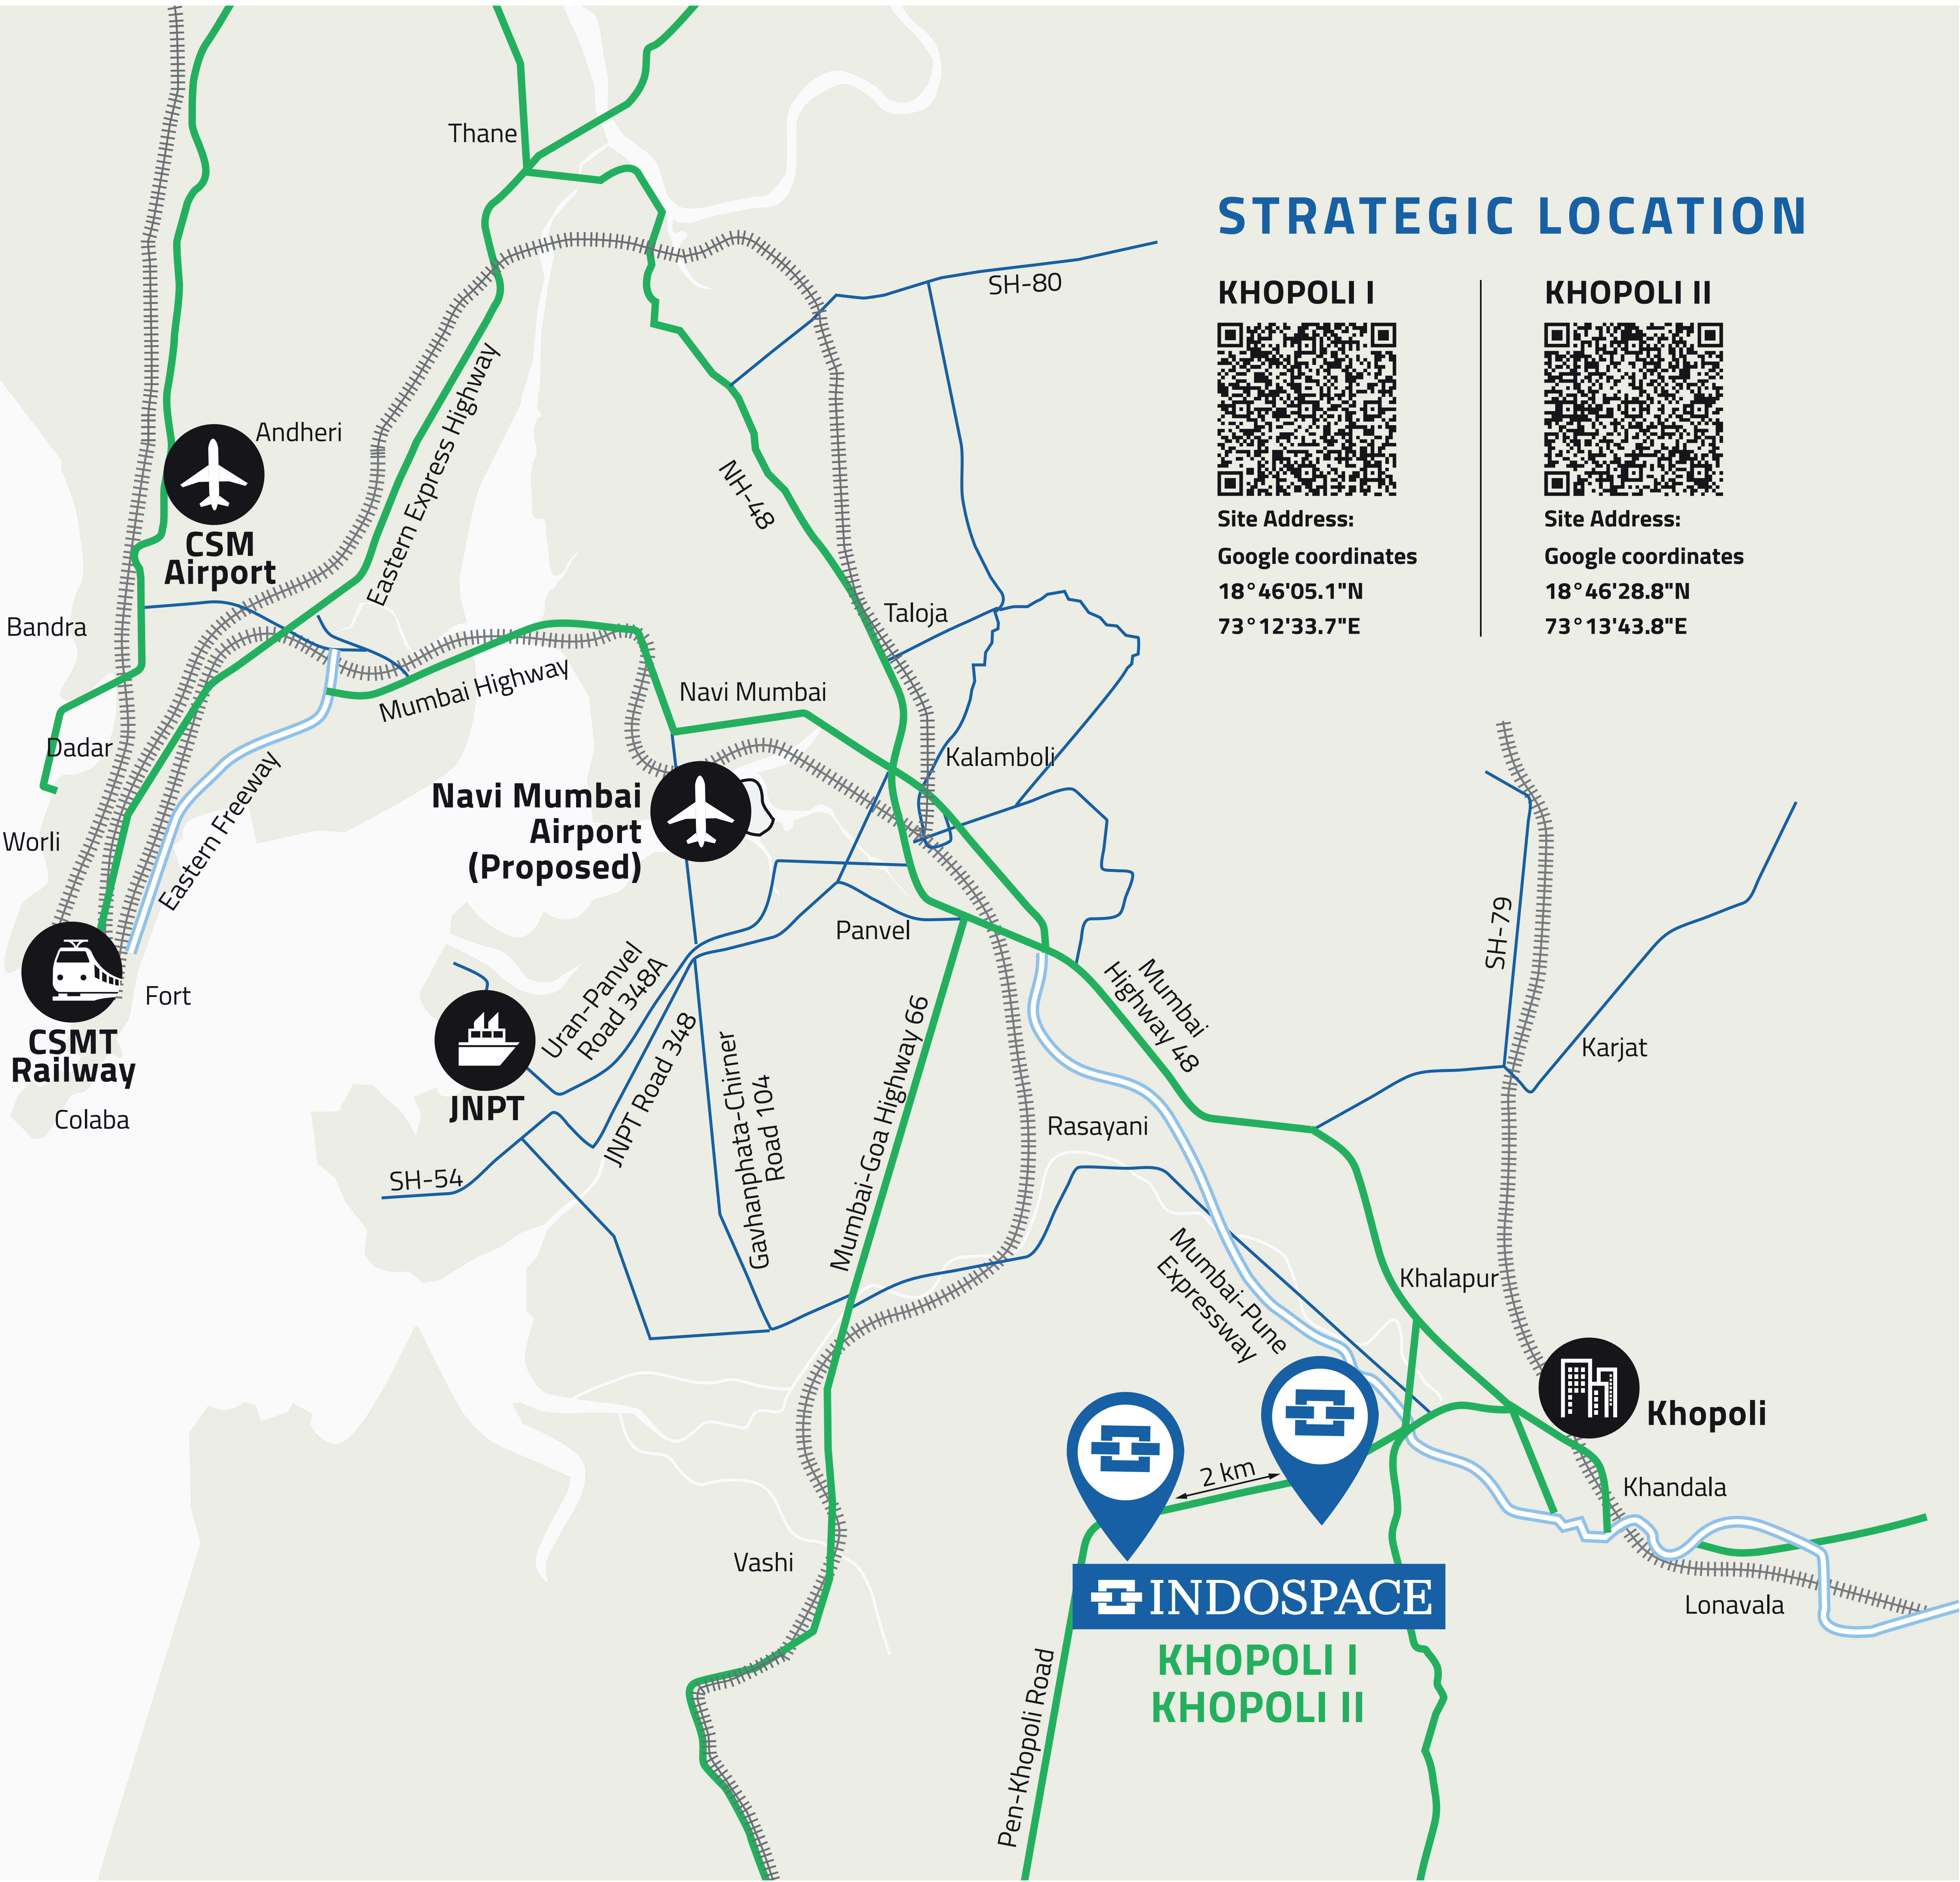 Thane
STRATEGIC LOCATION
SH-80
KHOPOLI I
KHOPOLI II
Site Address:
Google coordinates
18°46'05.1"N
73°12'33.7"E
Site Address:
Google coordinates
18°46'28.8"N
73°13'43.8"E
Andheri
CSM
Airport
Eastern Express Highway
NH-48
Bandra
Taloja
Mumbai Highway
Navi Mumbai
Dadar
Kalamboli
Navi Mumbai
Airport
(Proposed)
Worli
Eastern Freeway
Panvel
SH-79
Fort
CSMT
Railway
Colaba
JNPT
Uran-Panvel
Road 348A
JNPT Road 348
Gavhanphata-Chirner
Road 104
Mumbai-Goa Highway 66
Mumbai
Highway 48
Karjat
Rasayani
SH-54
Mumbai-Pune
Expressway
Khalapur
Khopoli
2 km
Khandala
Vashi
INDOSPACE
Lonavala
KHOPOLI I
KHOPOLI II
Pen-Khopoli Road